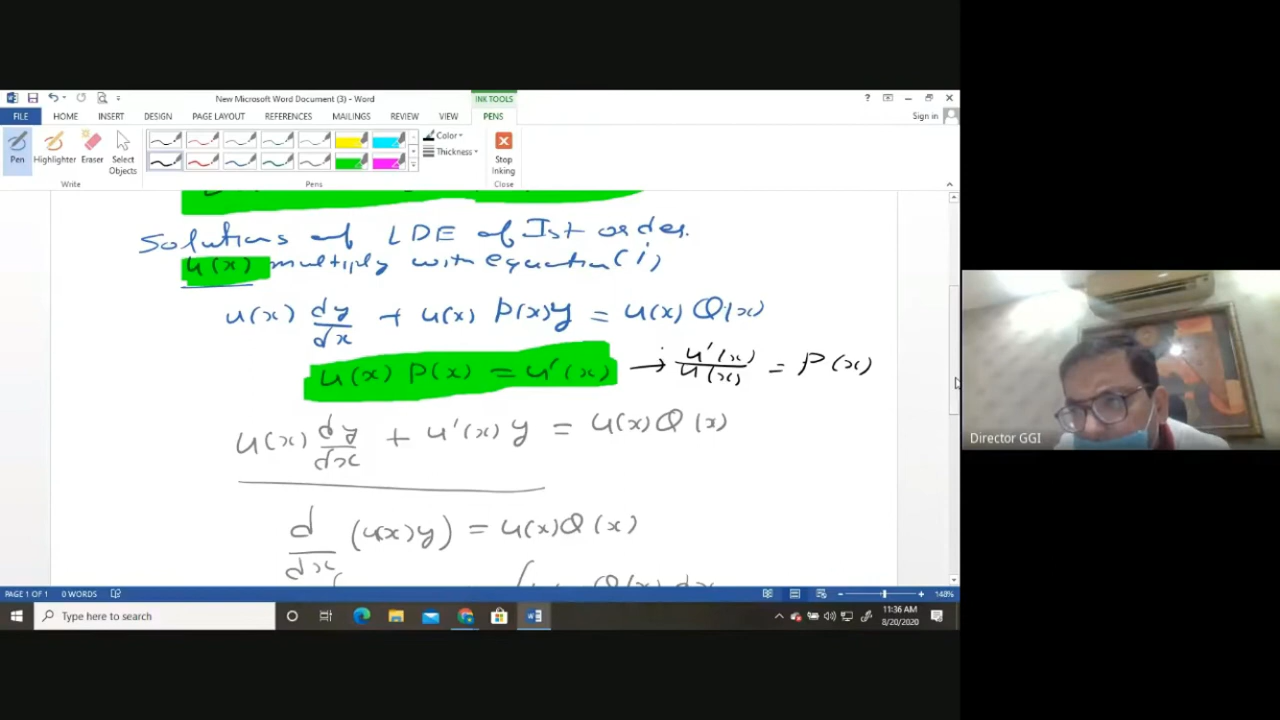 New Microsoft Word Document (3) - Word
INK TOOLS
? 
Sign in
FILE HOME INSERT DESIGN PAGE LAYOUT REFERENCES MAILINGS REVIEW VIEW PENS
Pen Highlighter Eraser Select Objects
Color
Thickness
Stop Inking
Write Pens Close
Solutions of LDE of Ist order.
u(x) multiply with equation (i)
u(x) dy/dx + u(x) P(x)y = u(x) Q(x)
u(x) P(x) = u'(x) → u'(x)/u(x) = P(x)
u(x) dy/dx + u'(x) y = u(x)Q(x)
d/dx (u(x)y) = u(x)Q(x)
Q(x) dx
Director GGI
PAGE 1 OF 1 0 WORDS 148%
Type here to search
11:36 AM
8/20/2020